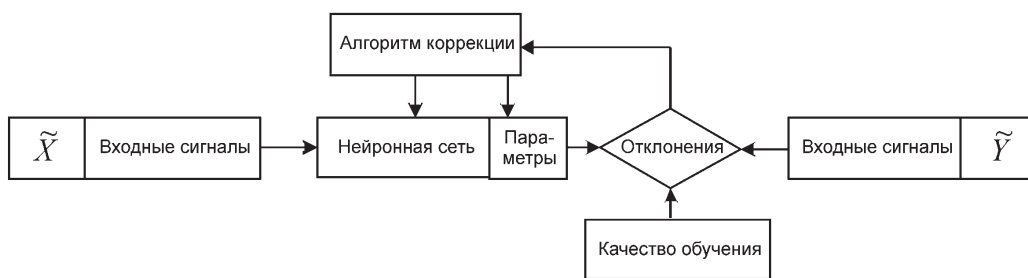 Алгоритм коррекции
X̃
Входные сигналы
Нейронная сеть
Пара-
метры
Отклонения
Входные сигналы
Ỹ
Качество обучения